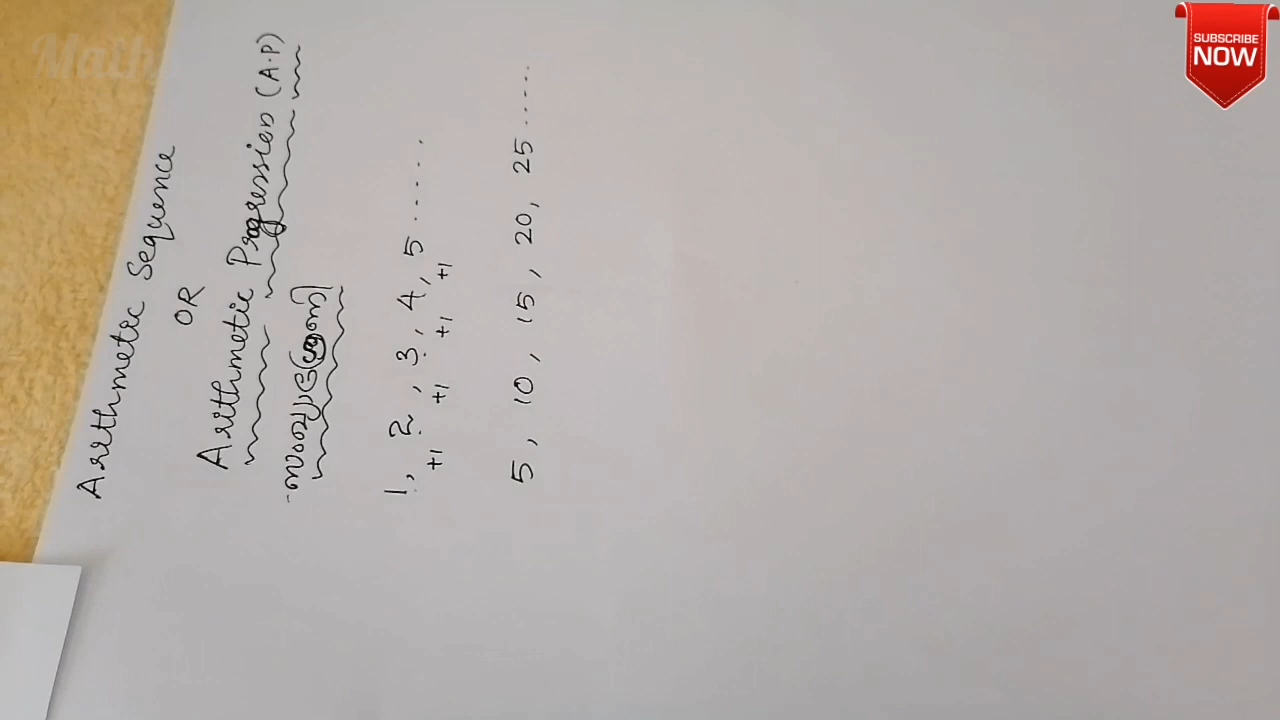 Arithmetic Sequence
OR
Arithmetic Progression (A.P)
1, 2, 3, 4, 5 ......
+1 +1 +1 +1
5, 10, 15, 20, 25 ......
SUBSCRIBE
NOW
Maths